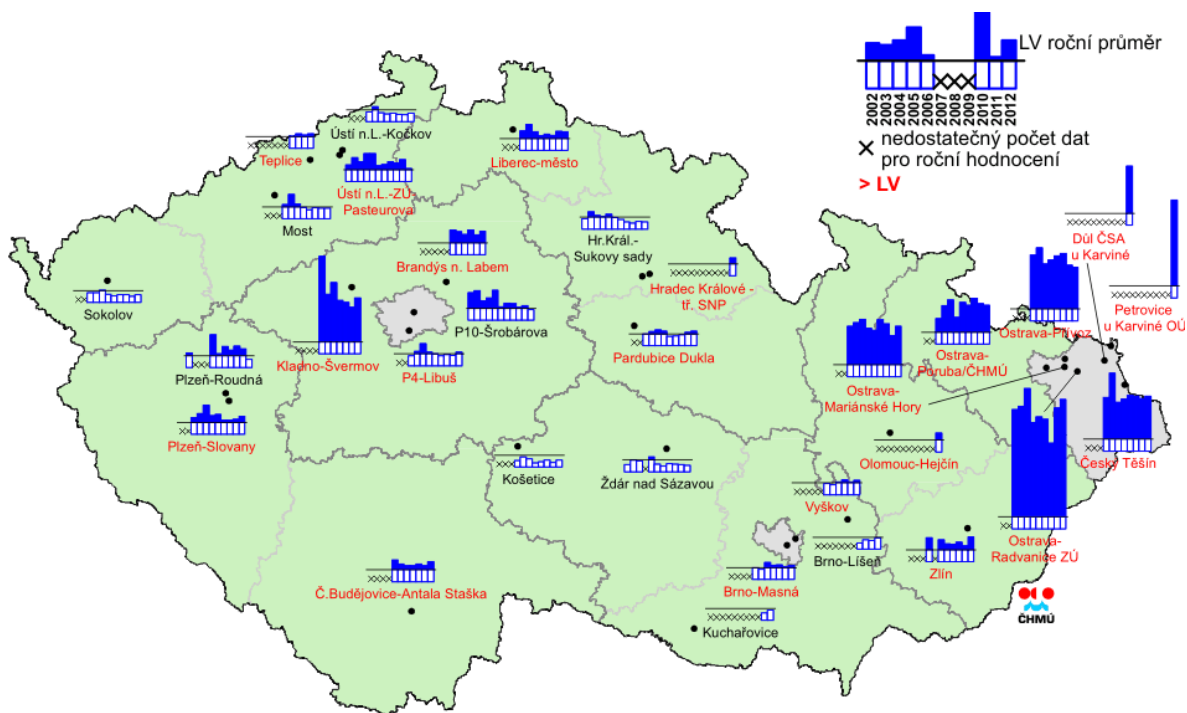 LV roční průměr
2002 2003 2004 2005 2006 2007 2008 2009 2010 2011 2012
nedostatečný počet dat
pro roční hodnocení
> LV
Ústí n.L.-Kočkov
Teplice
Ústí n.L.-ZÚ-
Pasteurova
Most
Liberec-město
Sokolov
Brandýs n. Labem
Hr.Král.-
Sukovy sady
Hradec Králové -
tř. SNP
Důl ČSA
u Karviné
Petrovice
u Karviné OÚ
Plzeň-Roudná
Kladno-Švermov
P10-Šrobárova
P4-Libuš
Pardubice Dukla
Ostrava-Přívoz
Ostrava-
Poruba/ČHMÚ
Ostrava-
Mariánské Hory
Plzeň-Slovany
Košetice
Ždár nad Sázavou
Olomouc-Hejčín
Český Těšín
Vyškov
Ostrava-
Radvanice ZÚ
Brno-Líšeň
Zlín
Č.Budějovice-Antala Staška
Brno-Masná
Kuchařovice
ČHMÚ